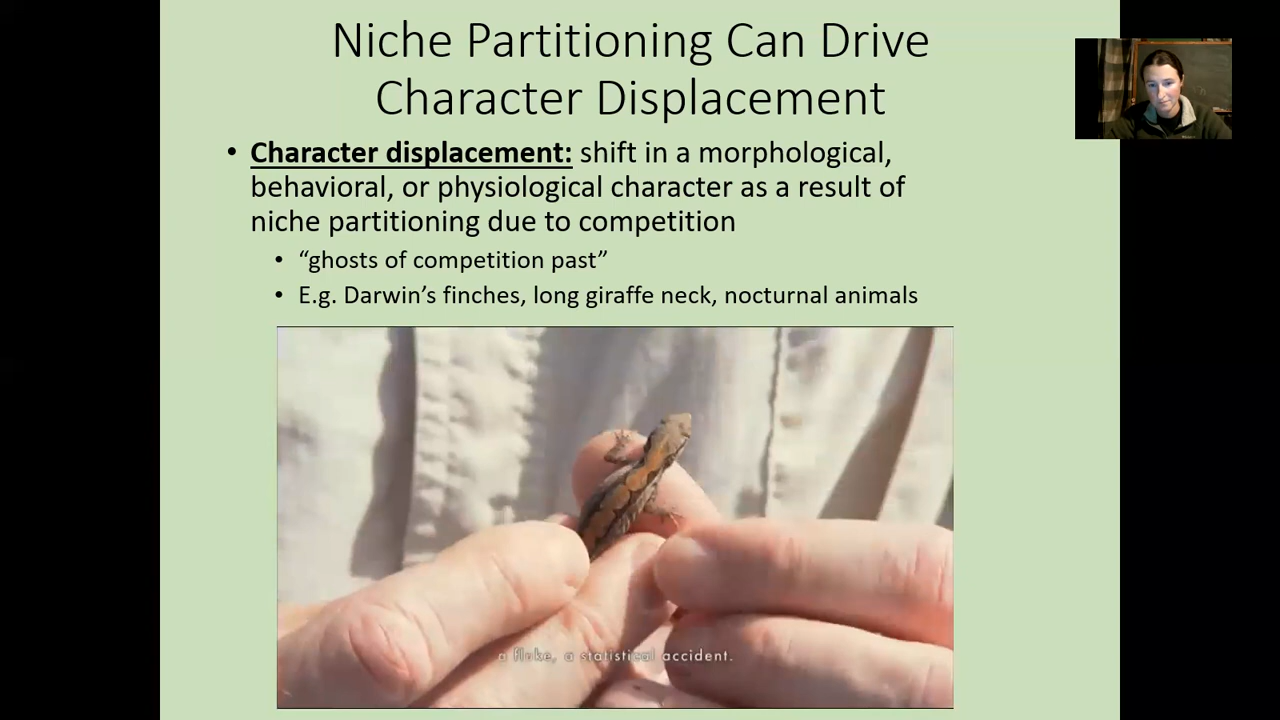 Niche Partitioning Can Drive
Character Displacement
• Character displacement: shift in a morphological,
behavioral, or physiological character as a result of
niche partitioning due to competition
• “ghosts of competition past”
• E.g. Darwin’s finches, long giraffe neck, nocturnal animals
a fluke, a statistical accident.